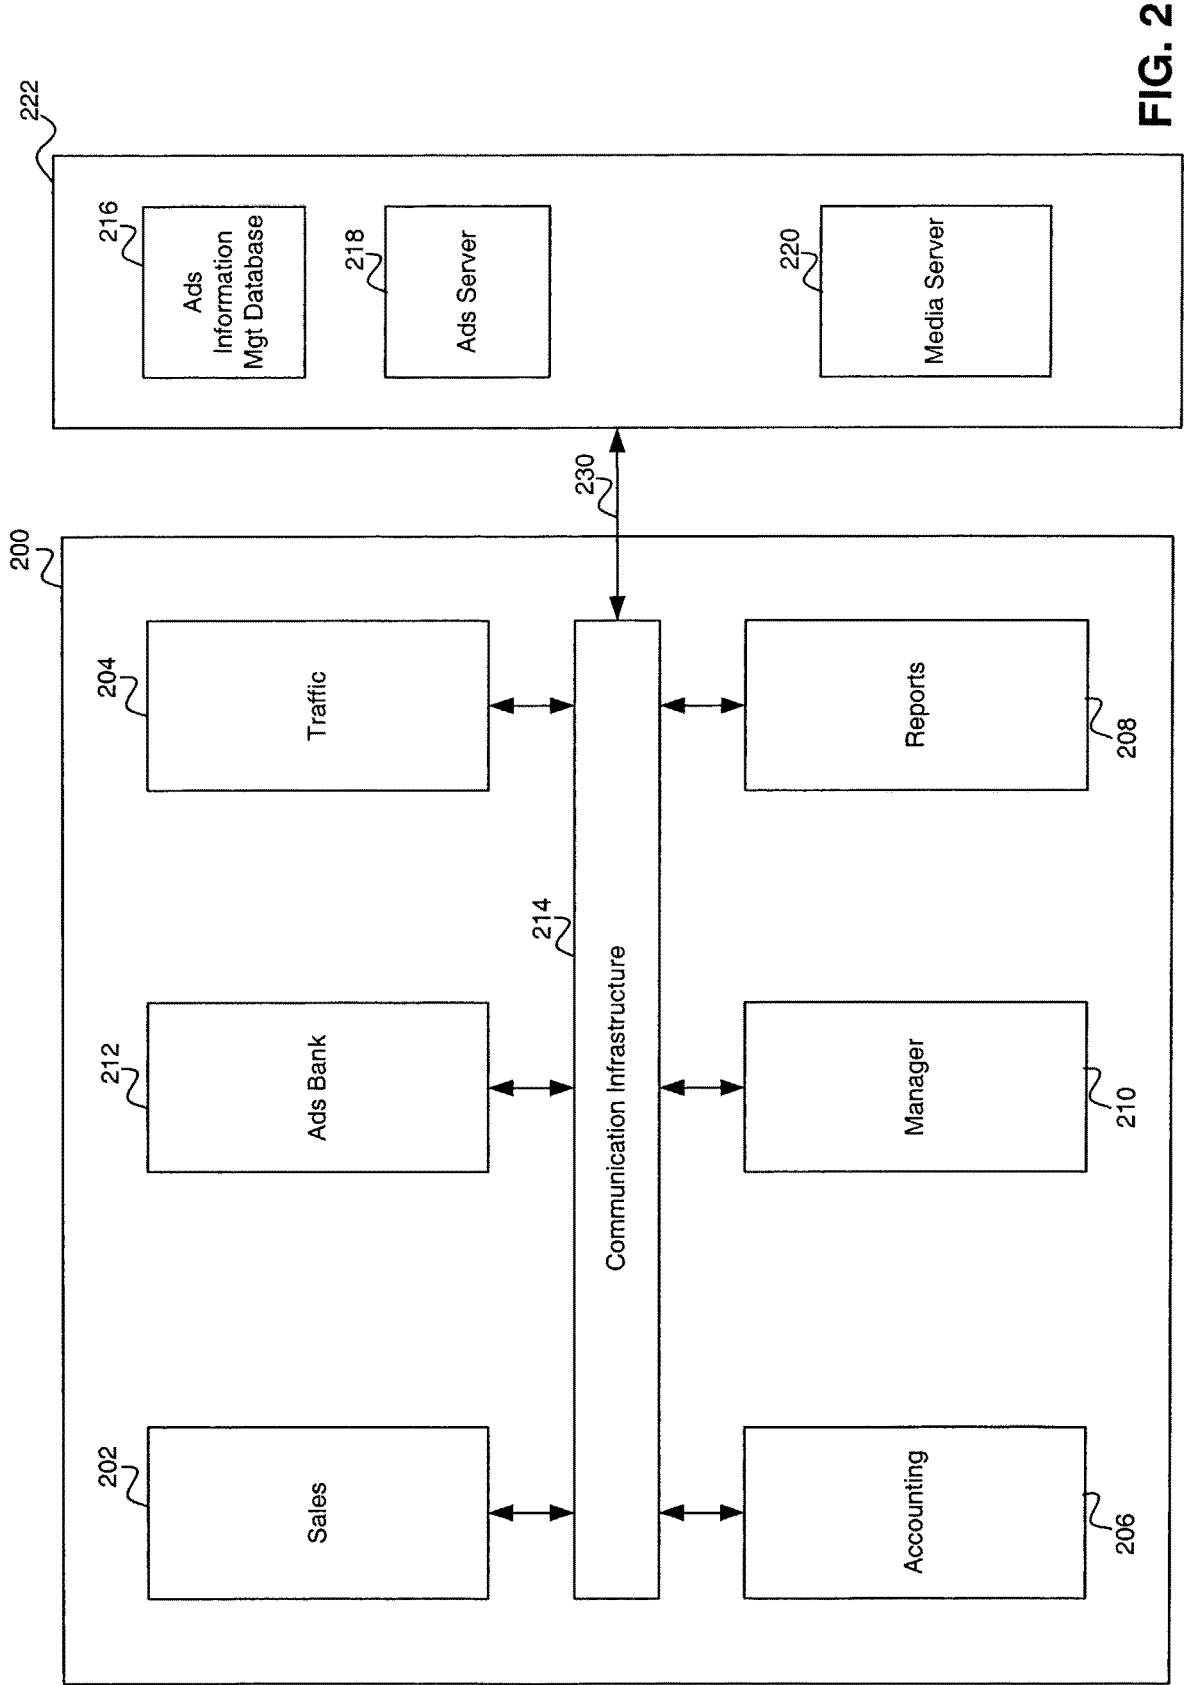 200
202
Sales
212
Ads Bank
204
Traffic
214
Communication Infrastructure
230
Accounting
206
Manager
210
Reports
208
222
216
Ads
Information
Mgt Database
218
Ads Server
220
Media Server
FIG. 2